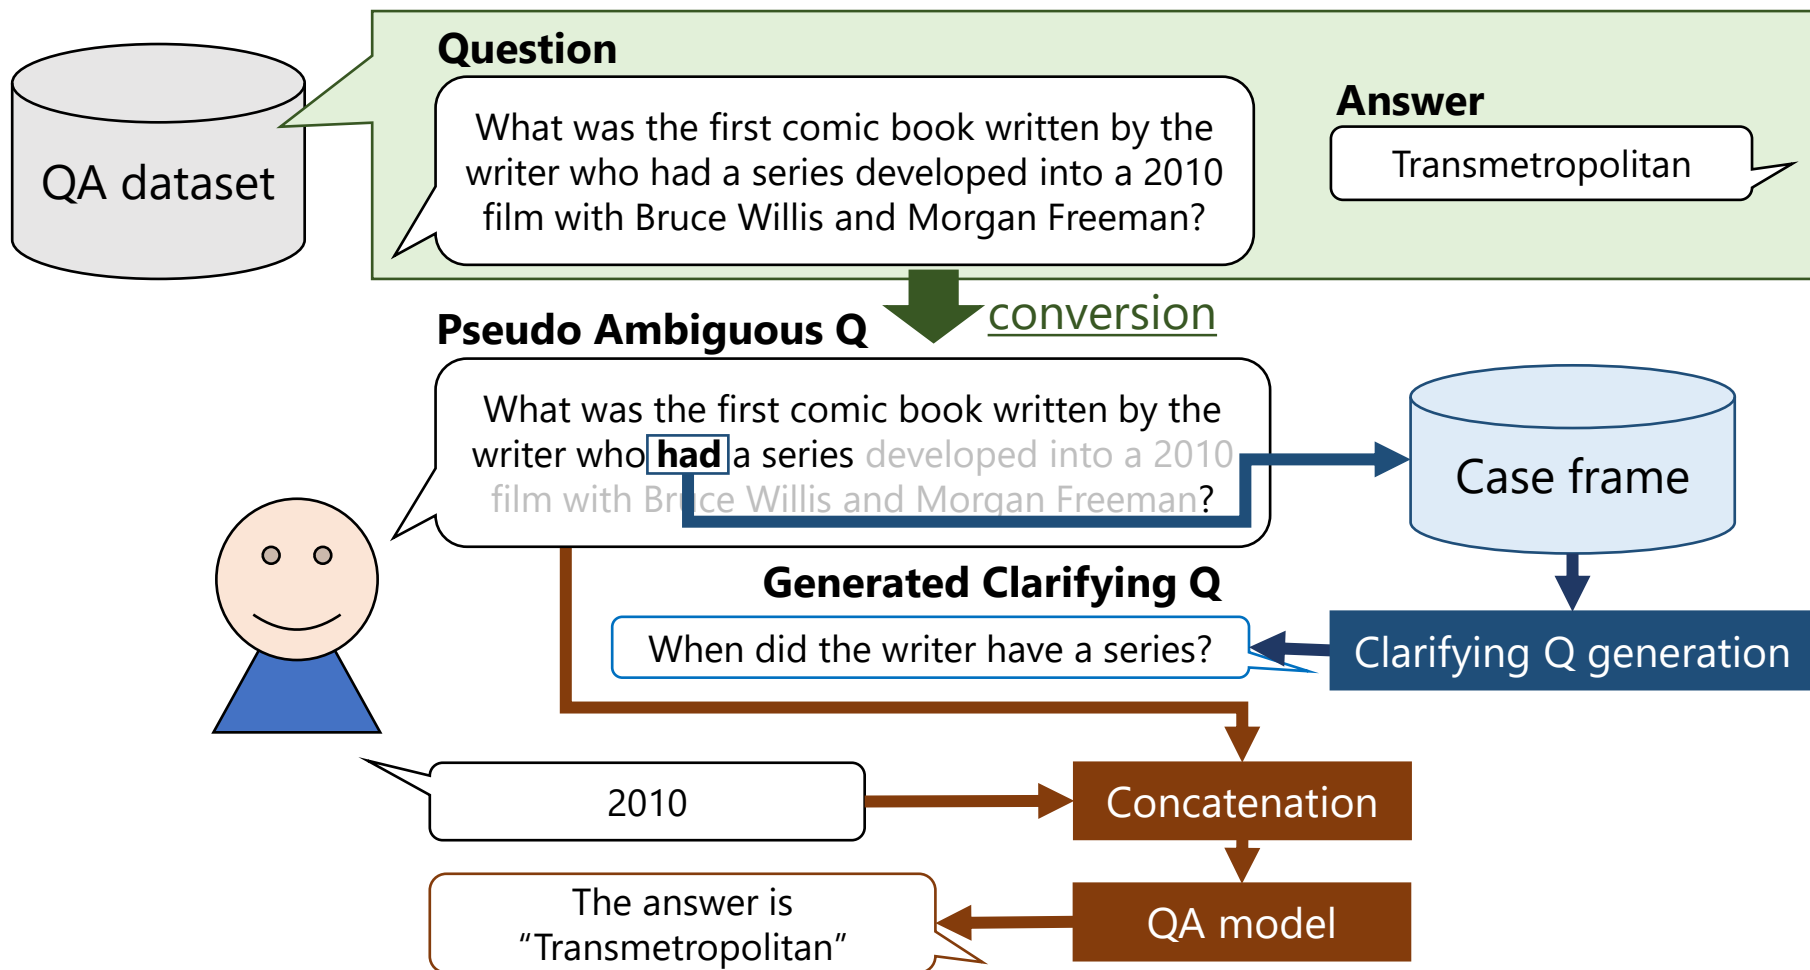 Question
What was the first comic book written by the
writer who had a series developed into a 2010
film with Bruce Willis and Morgan Freeman?
Answer
Transmetropolitan
QA dataset
conversion
Pseudo Ambiguous Q
What was the first comic book written by the
writer who had a series developed into a 2010
film with Bruce Willis and Morgan Freeman?
Case frame
Generated Clarifying Q
When did the writer have a series?
Clarifying Q generation
2010
Concatenation
The answer is
“Transmetropolitan”
QA model